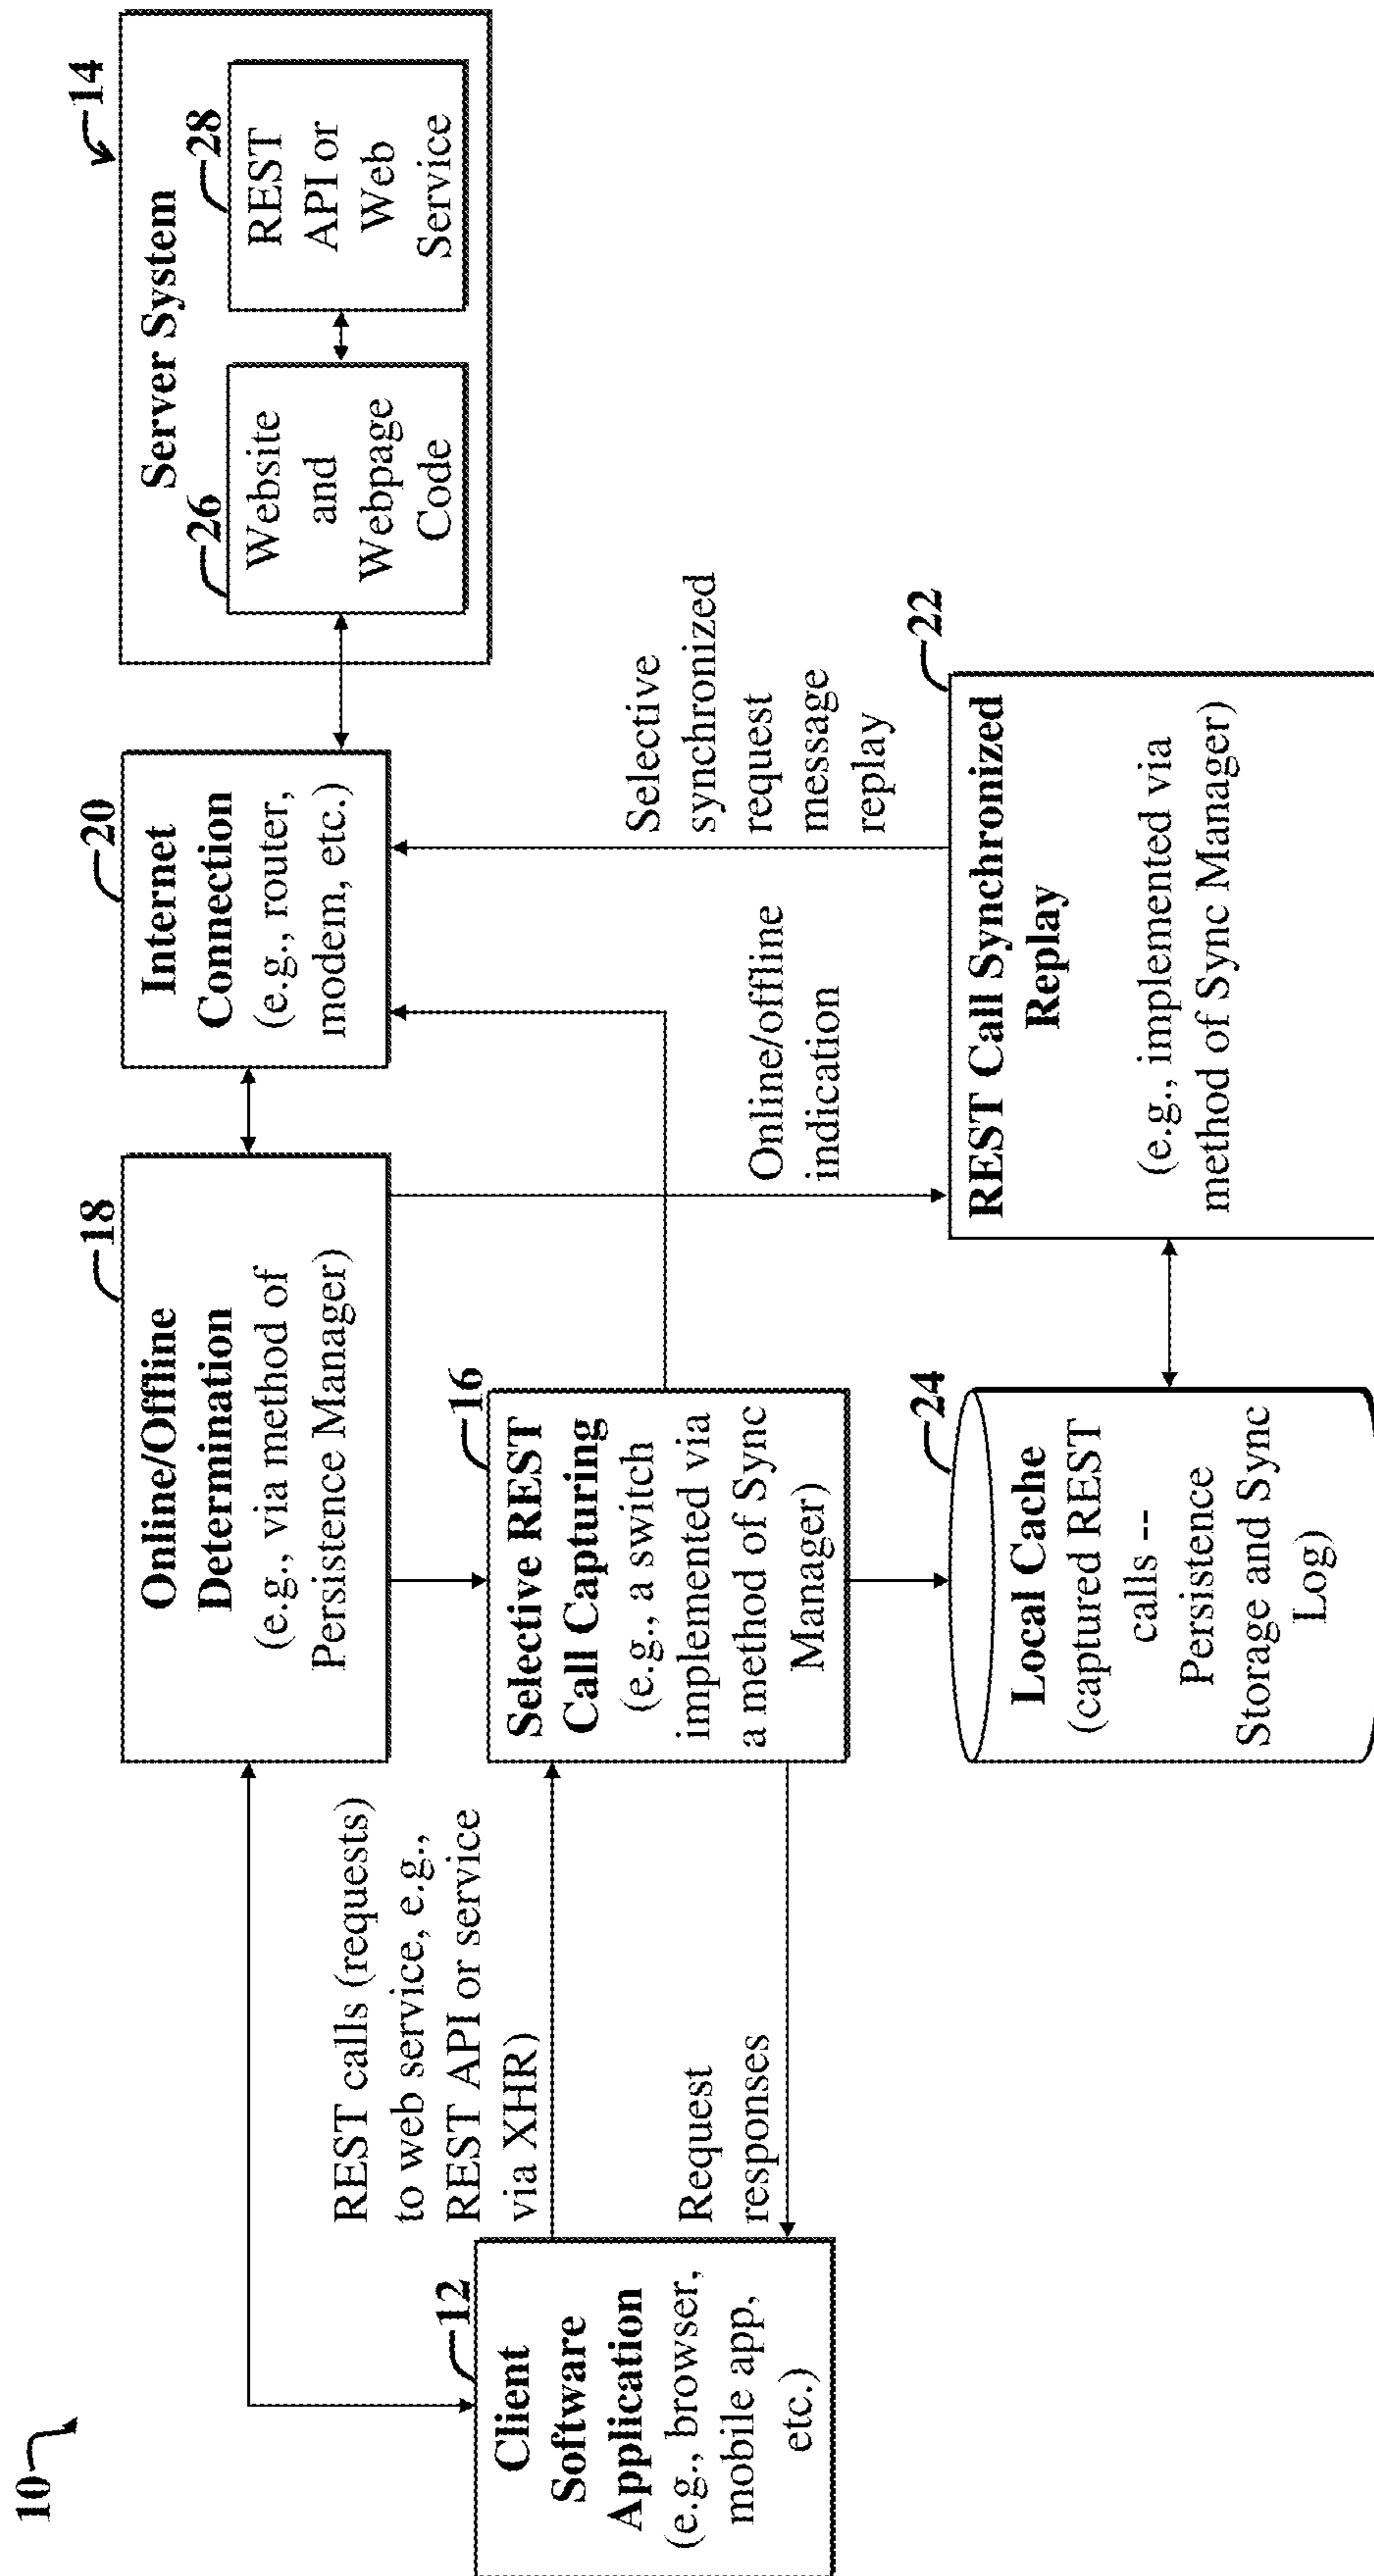 10
12
Client
Software
Application
(e.g., browser,
mobile app,
etc.)
REST calls (requests)
to web service, e.g.,
REST API or service
via XHR)
Request
responses
18
Online/Offline
Determination
(e.g., via method of
Persistence Manager)
16
Selective REST
Call Capturing
(e.g., a switch
implemented via
a method of Sync
Manager)
24
Local Cache
(captured REST
calls --
Persistence
Storage and Sync
Log)
20
Internet
Connection
(e.g., router,
modem, etc.)
Online/offline
indication
Selective
synchronized
request
message
replay
22
REST Call Synchronized
Replay
(e.g., implemented via
method of Sync Manager)
14
Server System
26
Website
and
Webpage
Code
28
REST
API or
Web
Service